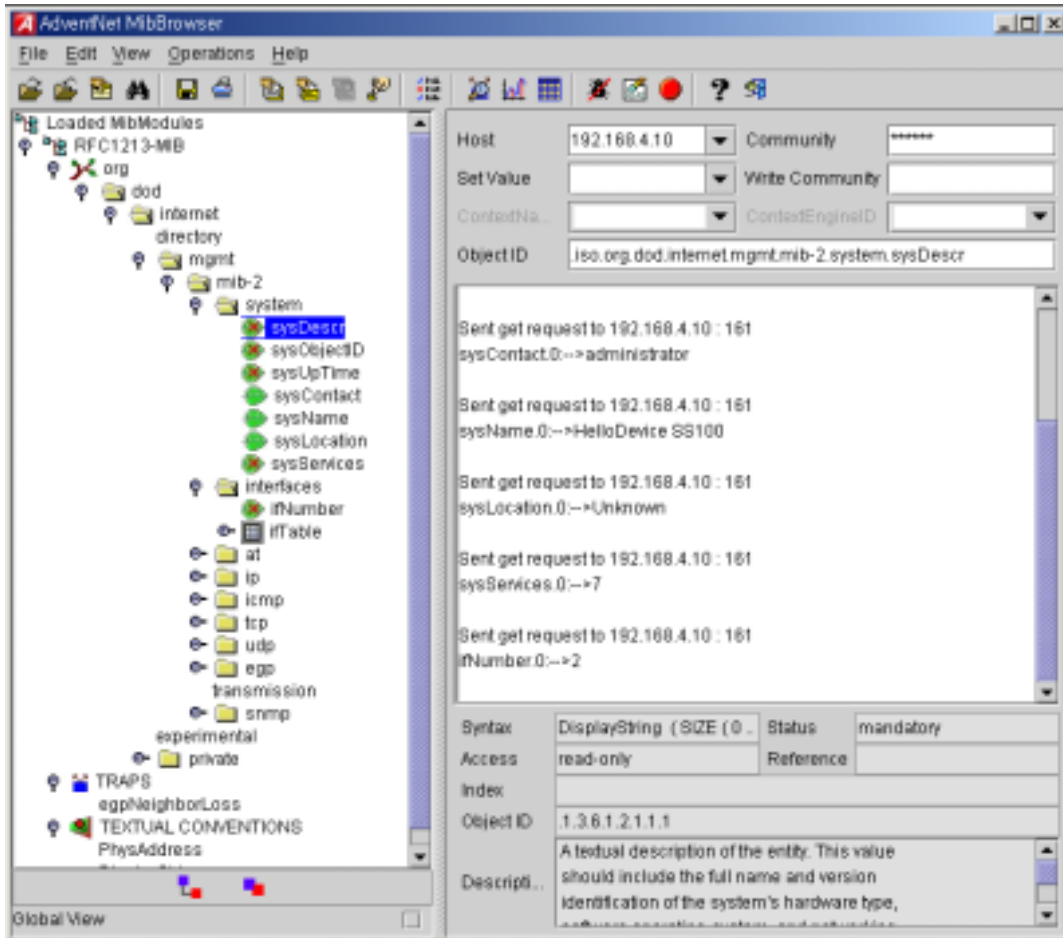 AdventNet MibBrowser
File Edit View Operations Help
Loaded MibModules
RFC1213-MIB
org
dod
internet
directory
mgmt
mib-2
system
sysDescr
sysObjectID
sysUpTime
sysContact
sysName
sysLocation
sysServices
interfaces
ifNumber
ifTable
at
ip
icmp
tcp
udp
egp
transmission
snmp
experimental
private
TRAPS
egpNeighborLoss
TEXTUAL CONVENTIONS
PhysAddress
Global View
Host 192.168.4.10 Community ******
Set Value Write Community
ContextNa... ContextEngineID
Object ID .iso.org.dod.internet.mgmt.mib-2.system.sysDescr
Sent get request to 192.168.4.10 : 161
sysContact.0:-->administrator
Sent get request to 192.168.4.10 : 161
sysName.0:-->HelloDevice SS100
Sent get request to 192.168.4.10 : 161
sysLocation.0:-->Unknown
Sent get request to 192.168.4.10 : 161
sysServices.0:-->7
Sent get request to 192.168.4.10 : 161
ifNumber.0:-->2
Syntax DisplayString ( SIZE ( 0 .. Status mandatory
Access read-only Reference
Index
Object ID .1.3.6.1.2.1.1.1
Descripti... A textual description of the entity. This value
should include the full name and version
identification of the system's hardware type,